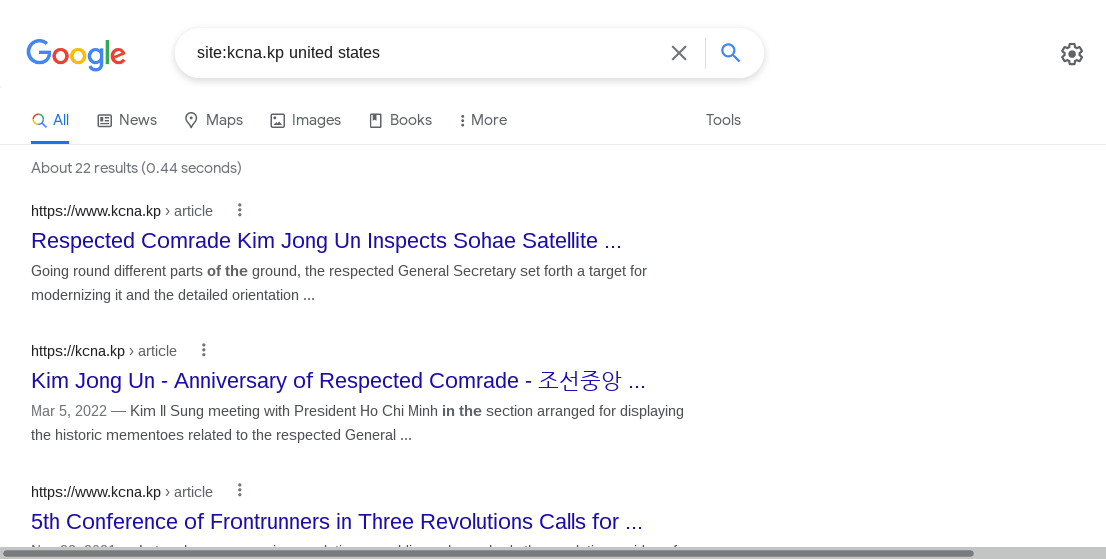 Google
site:kcna.kp united states
All News Maps Images Books More Tools
About 22 results (0.44 seconds)
https://www.kcna.kp › article
Respected Comrade Kim Jong Un Inspects Sohae Satellite ...
Going round different parts of the ground, the respected General Secretary set forth a target for
modernizing it and the detailed orientation ...
https://kcna.kp › article
Kim Jong Un - Anniversary of Respected Comrade - 조선중앙 ...
Mar 5, 2022 — Kim Il Sung meeting with President Ho Chi Minh in the section arranged for displaying
the historic mementoes related to the respected General ...
https://www.kcna.kp › article
5th Conference of Frontrunners in Three Revolutions Calls for ...